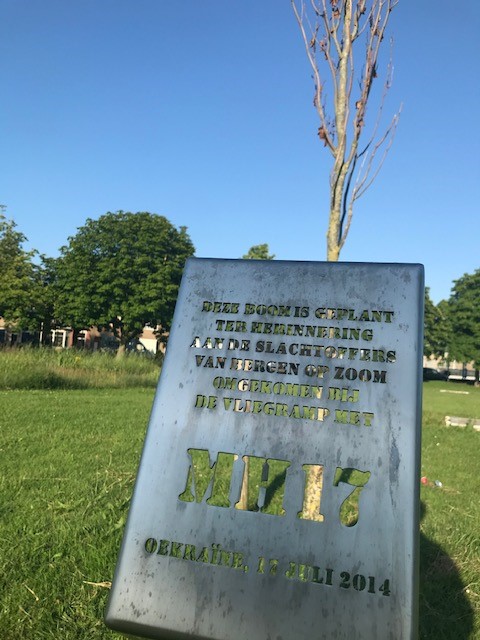 DEZE BOOM IS GEPLANT
TER HERINNERING
AAN DE SLACHTOFFERS
VAN BERGEN OP ZOOM
OMGEKOMEN BIJ
DE VLIEGRAMP MET
MH17
OEKRAÏNE, 17 JULI 2014